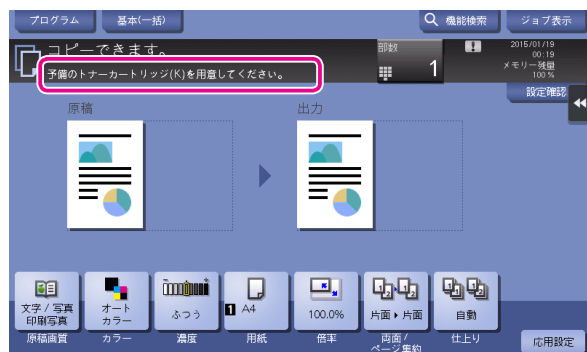 プログラム
基本(一括)
機能検索
ジョブ表示
コピーできます。
予備のトナーカートリッジ(K)を用意してください。
部数
1
2015/01/19
00:19
メモリー残量
100 %
設定確認
原稿
出力
文字 / 写真
印刷写真
オート
カラー
ふつう
1 A4
100.0%
片面 ▸ 片面
自動
原稿画質
カラー
濃度
用紙
倍率
両面 /
ページ集約
仕上り
応用設定